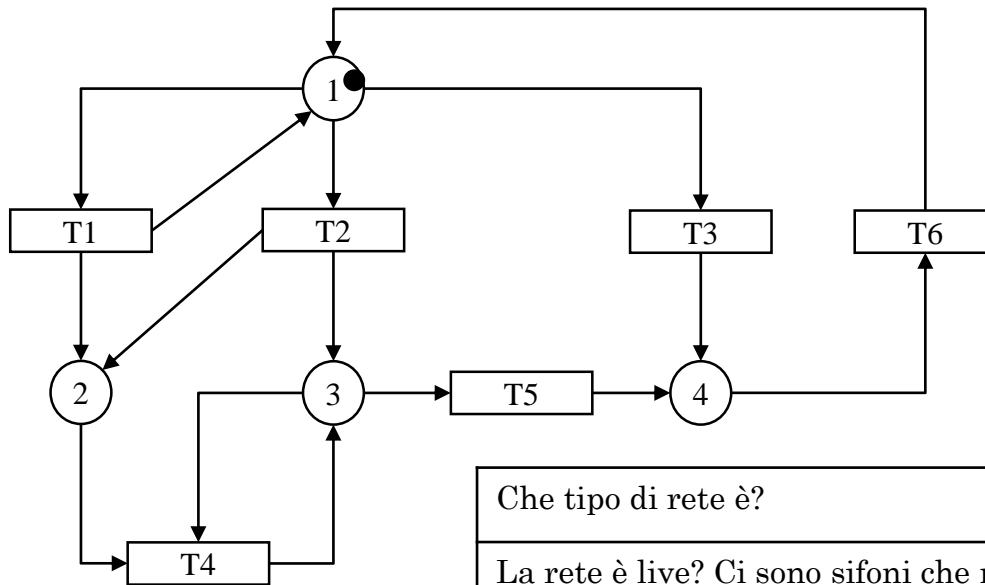 1
T1
T2
T3
T6
2
3
T5
4
T4
Che tipo di rete è?
La rete è live? Ci sono sifoni che